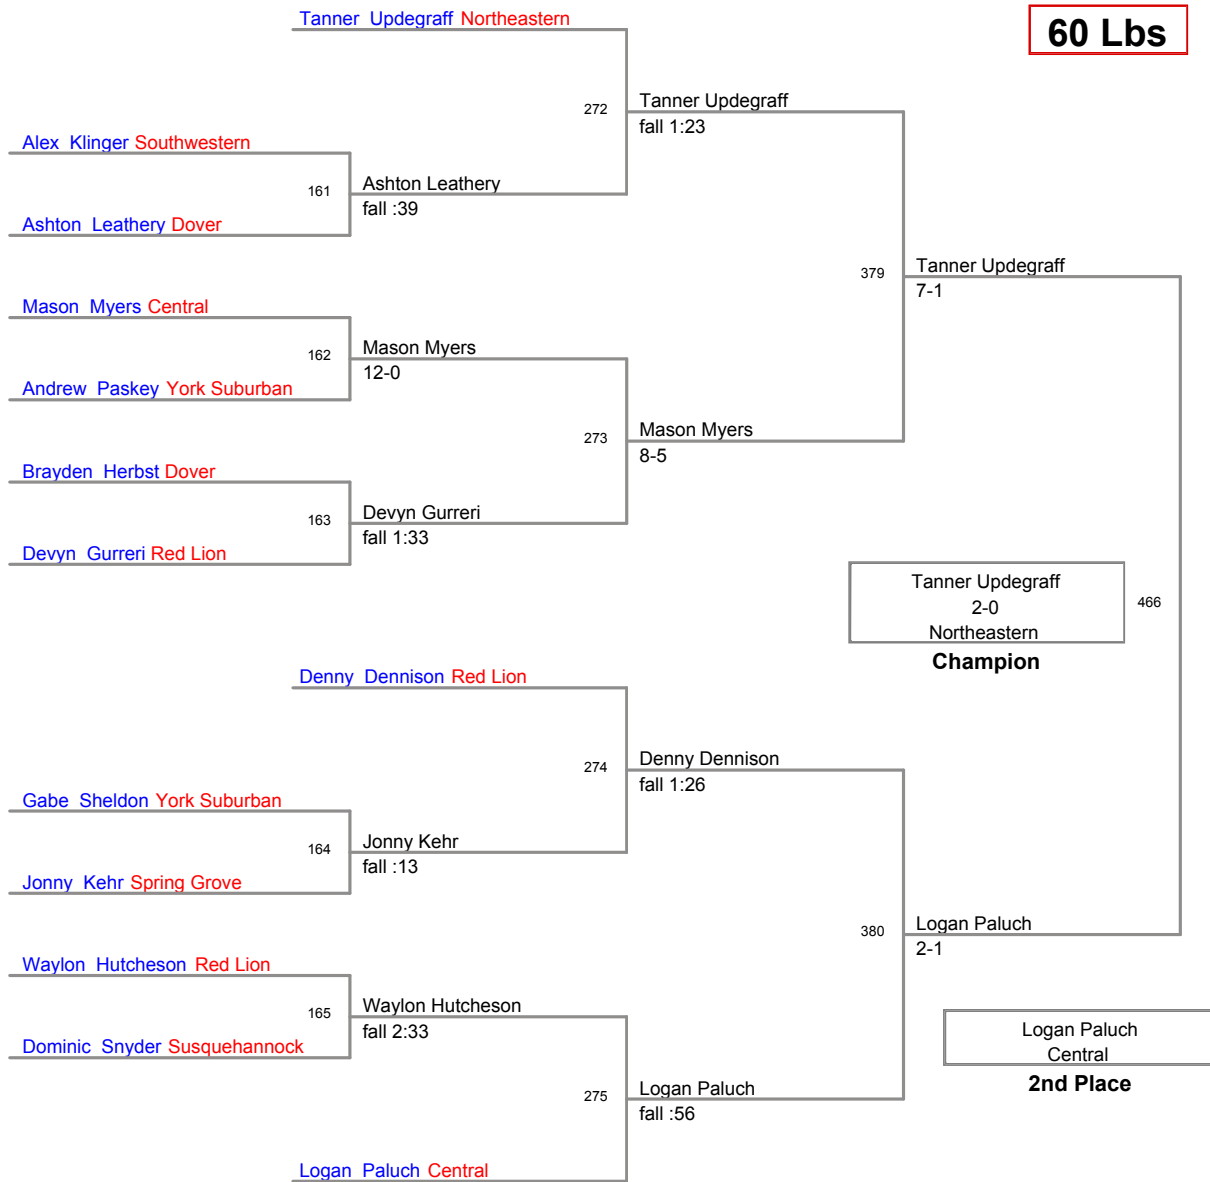 Tanner Updegraff Northeastern
60 Lbs
272
Tanner Updegraff
fall 1:23
Alex Klinger Southwestern
161
Ashton Leathery
fall :39
Ashton Leathery Dover
379
Tanner Updegraff
7-1
Mason Myers Central
162
Mason Myers
12-0
Andrew Paskey York Suburban
273
Mason Myers
8-5
Brayden Herbst Dover
163
Devyn Gurreri
fall 1:33
Devyn Gurreri Red Lion
Tanner Updegraff
2-0
Northeastern
466
Champion
Denny Dennison Red Lion
274
Denny Dennison
fall 1:26
Gabe Sheldon York Suburban
164
Jonny Kehr
fall :13
Jonny Kehr Spring Grove
380
Logan Paluch
2-1
Waylon Hutcheson Red Lion
165
Waylon Hutcheson
fall 2:33
Dominic Snyder Susquehannock
Logan Paluch
Central
2nd Place
275
Logan Paluch
fall :56
Logan Paluch Central